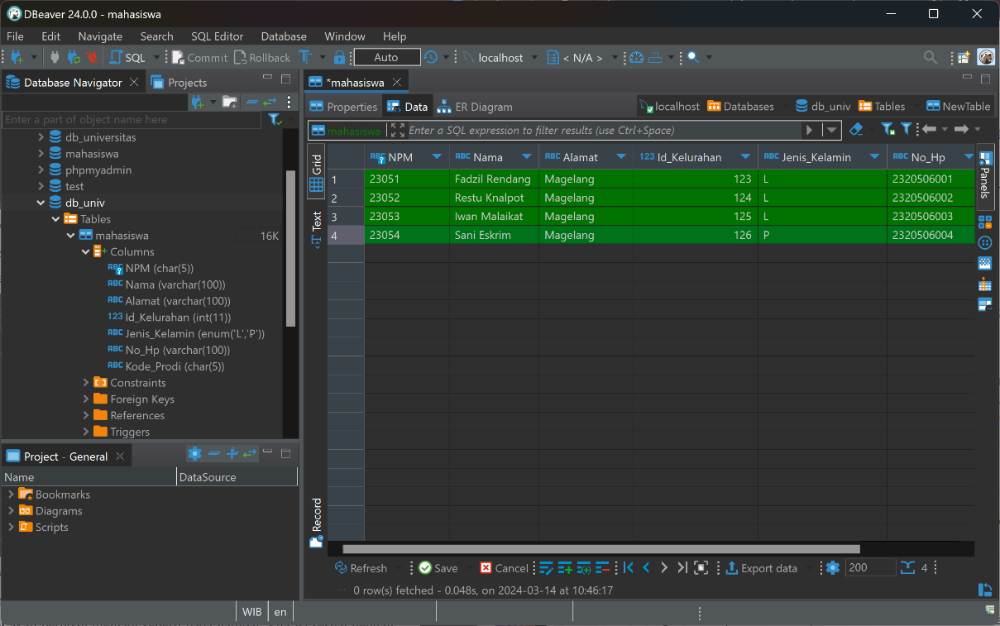 DBeaver 24.0.0 - mahasiswa
File Edit Navigate Search SQL Editor Database Window Help
SQL Commit Rollback Auto localhost < N/A >
Database Navigator Projects
Enter a part of object name here
db_universitas
mahasiswa
phpmyadmin
test
db_univ
Tables
mahasiswa 16K
Columns
NPM (char(5))
Nama (varchar(100))
Alamat (varchar(100))
Id_Kelurahan (int(11))
Jenis_Kelamin (enum('L','P'))
No_Hp (varchar(100))
Kode_Prodi (char(5))
Constraints
Foreign Keys
References
Triggers
Project - General
Name DataSource
Bookmarks
Diagrams
Scripts
*mahasiswa
Properties Data ER Diagram localhost Databases db_univ Tables NewTable
mahasiswa Enter a SQL expression to filter results (use Ctrl+Space)
Grid
Text
Record
Panels
ABC NPM ABC Nama ABC Alamat 123 Id_Kelurahan ABC Jenis_Kelamin ABC No_Hp
1 23051 Fadzil Rendang Magelang 123 L 2320506001
2 23052 Restu Knalpot Magelang 124 L 2320506002
3 23053 Iwan Malaikat Magelang 125 L 2320506003
4 23054 Sani Eskrim Magelang 126 P 2320506004
Refresh Save Cancel Export data 200 4
0 row(s) fetched - 0.048s, on 2024-03-14 at 10:46:17
WIB en